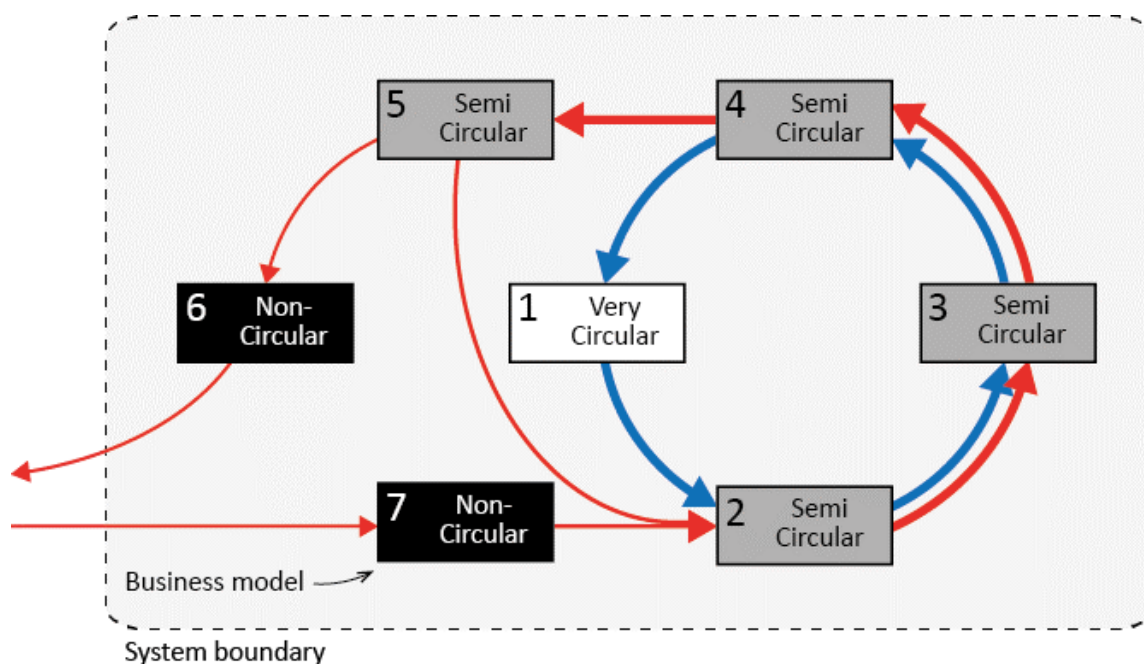 5 Semi
Circular
4 Semi
Circular
6 Non-
Circular
1 Very
Circular
3 Semi
Circular
7 Non-
Circular
2 Semi
Circular
Business model
System boundary